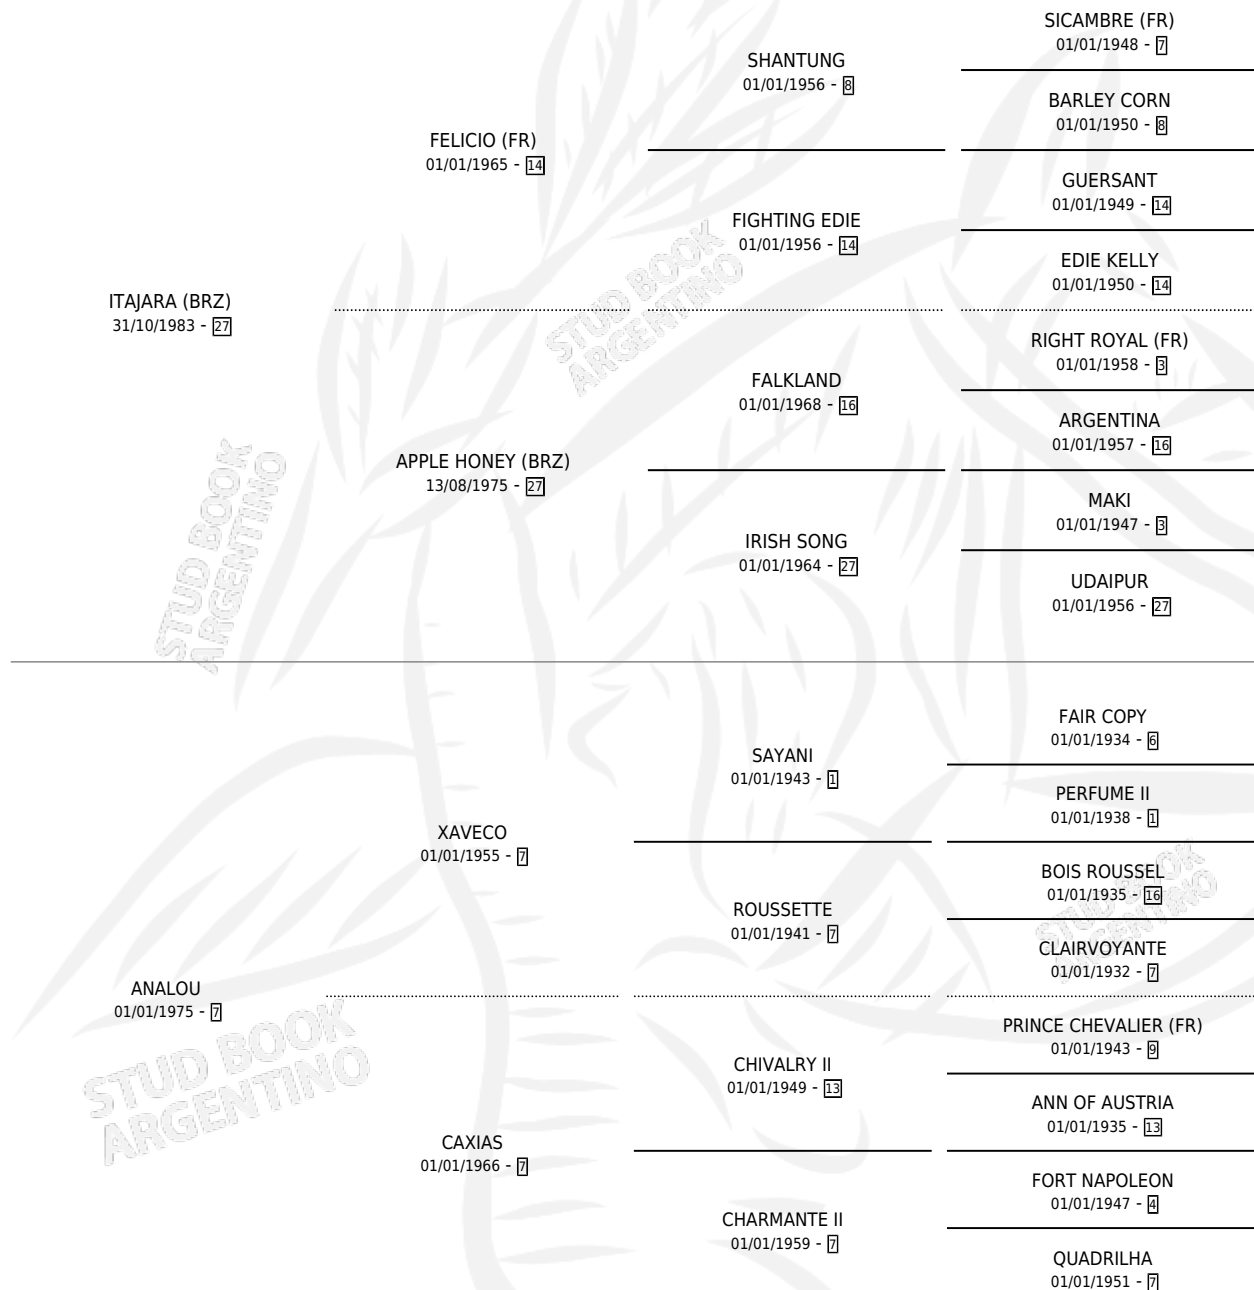 SICAMBRE (FR)
01/01/1948 - 7
SHANTUNG
01/01/1956 - 8
BARLEY CORN
01/01/1950 - 8
FELICIO (FR)
01/01/1965 - 14
GUERSANT
01/01/1949 - 14
FIGHTING EDIE
01/01/1956 - 14
EDIE KELLY
01/01/1950 - 14
ITAJARA (BRZ)
31/10/1983 - 27
RIGHT ROYAL (FR)
01/01/1958 - 3
FALKLAND
01/01/1968 - 16
ARGENTINA
01/01/1957 - 16
APPLE HONEY (BRZ)
13/08/1975 - 27
MAKI
01/01/1947 - 3
IRISH SONG
01/01/1964 - 27
UDAIPUR
01/01/1956 - 27
STUD BOOK
ARGENTINO
STUD BOOK
ARGENTINO
FAIR COPY
01/01/1934 - 6
SAYANI
01/01/1943 - 1
PERFUME II
01/01/1938 - 1
XAVECO
01/01/1955 - 7
BOIS ROUSSEL
01/01/1935 - 16
ROUSSETTE
01/01/1941 - 7
CLAIRVOYANTE
01/01/1932 - 7
STUD BOOK
ARGENTINO
ANALOU
01/01/1975 - 7
PRINCE CHEVALIER (FR)
01/01/1943 - 9
CHIVALRY II
01/01/1949 - 13
ANN OF AUSTRIA
01/01/1935 - 13
STUD BOOK
ARGENTINO
CAXIAS
01/01/1966 - 7
FORT NAPOLEON
01/01/1947 - 4
CHARMANTE II
01/01/1959 - 7
QUADRILHA
01/01/1951 - 7